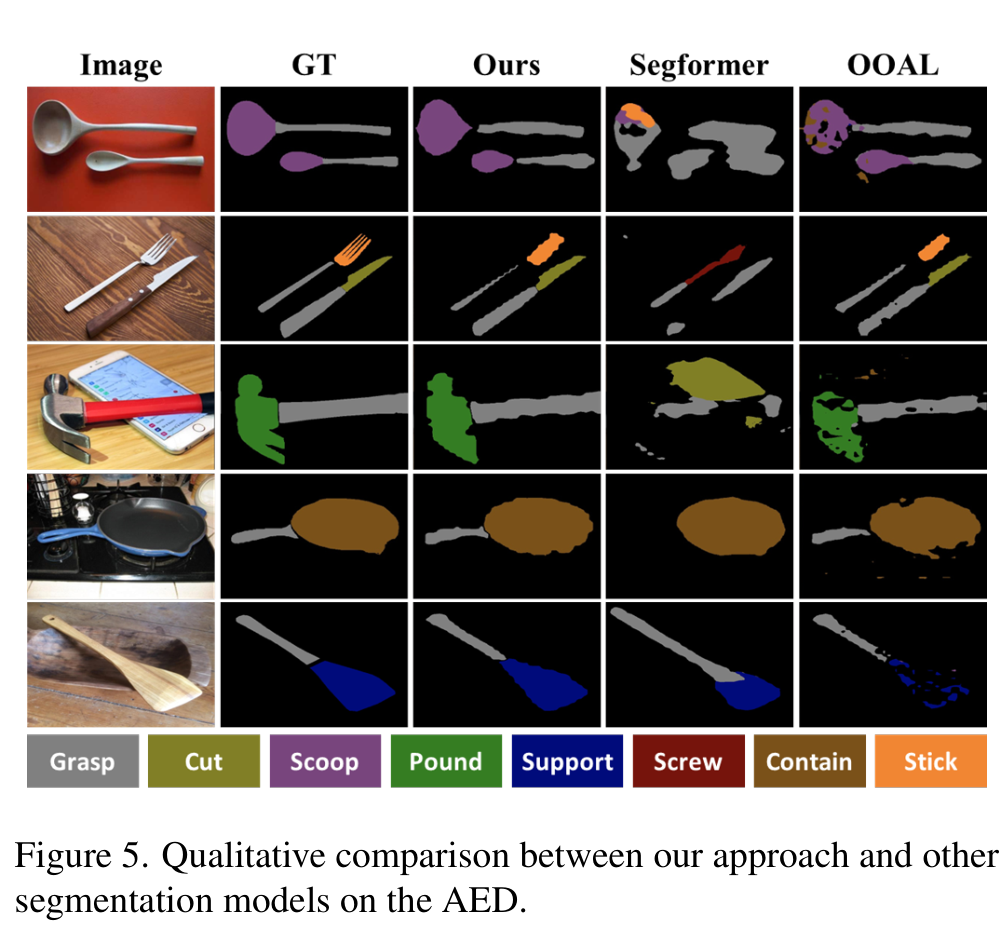 Image GT Ours Segformer OOAL
Grasp Cut Scoop Pound Support Screw Contain Stick
Figure 5. Qualitative comparison between our approach and other
segmentation models on the AED.